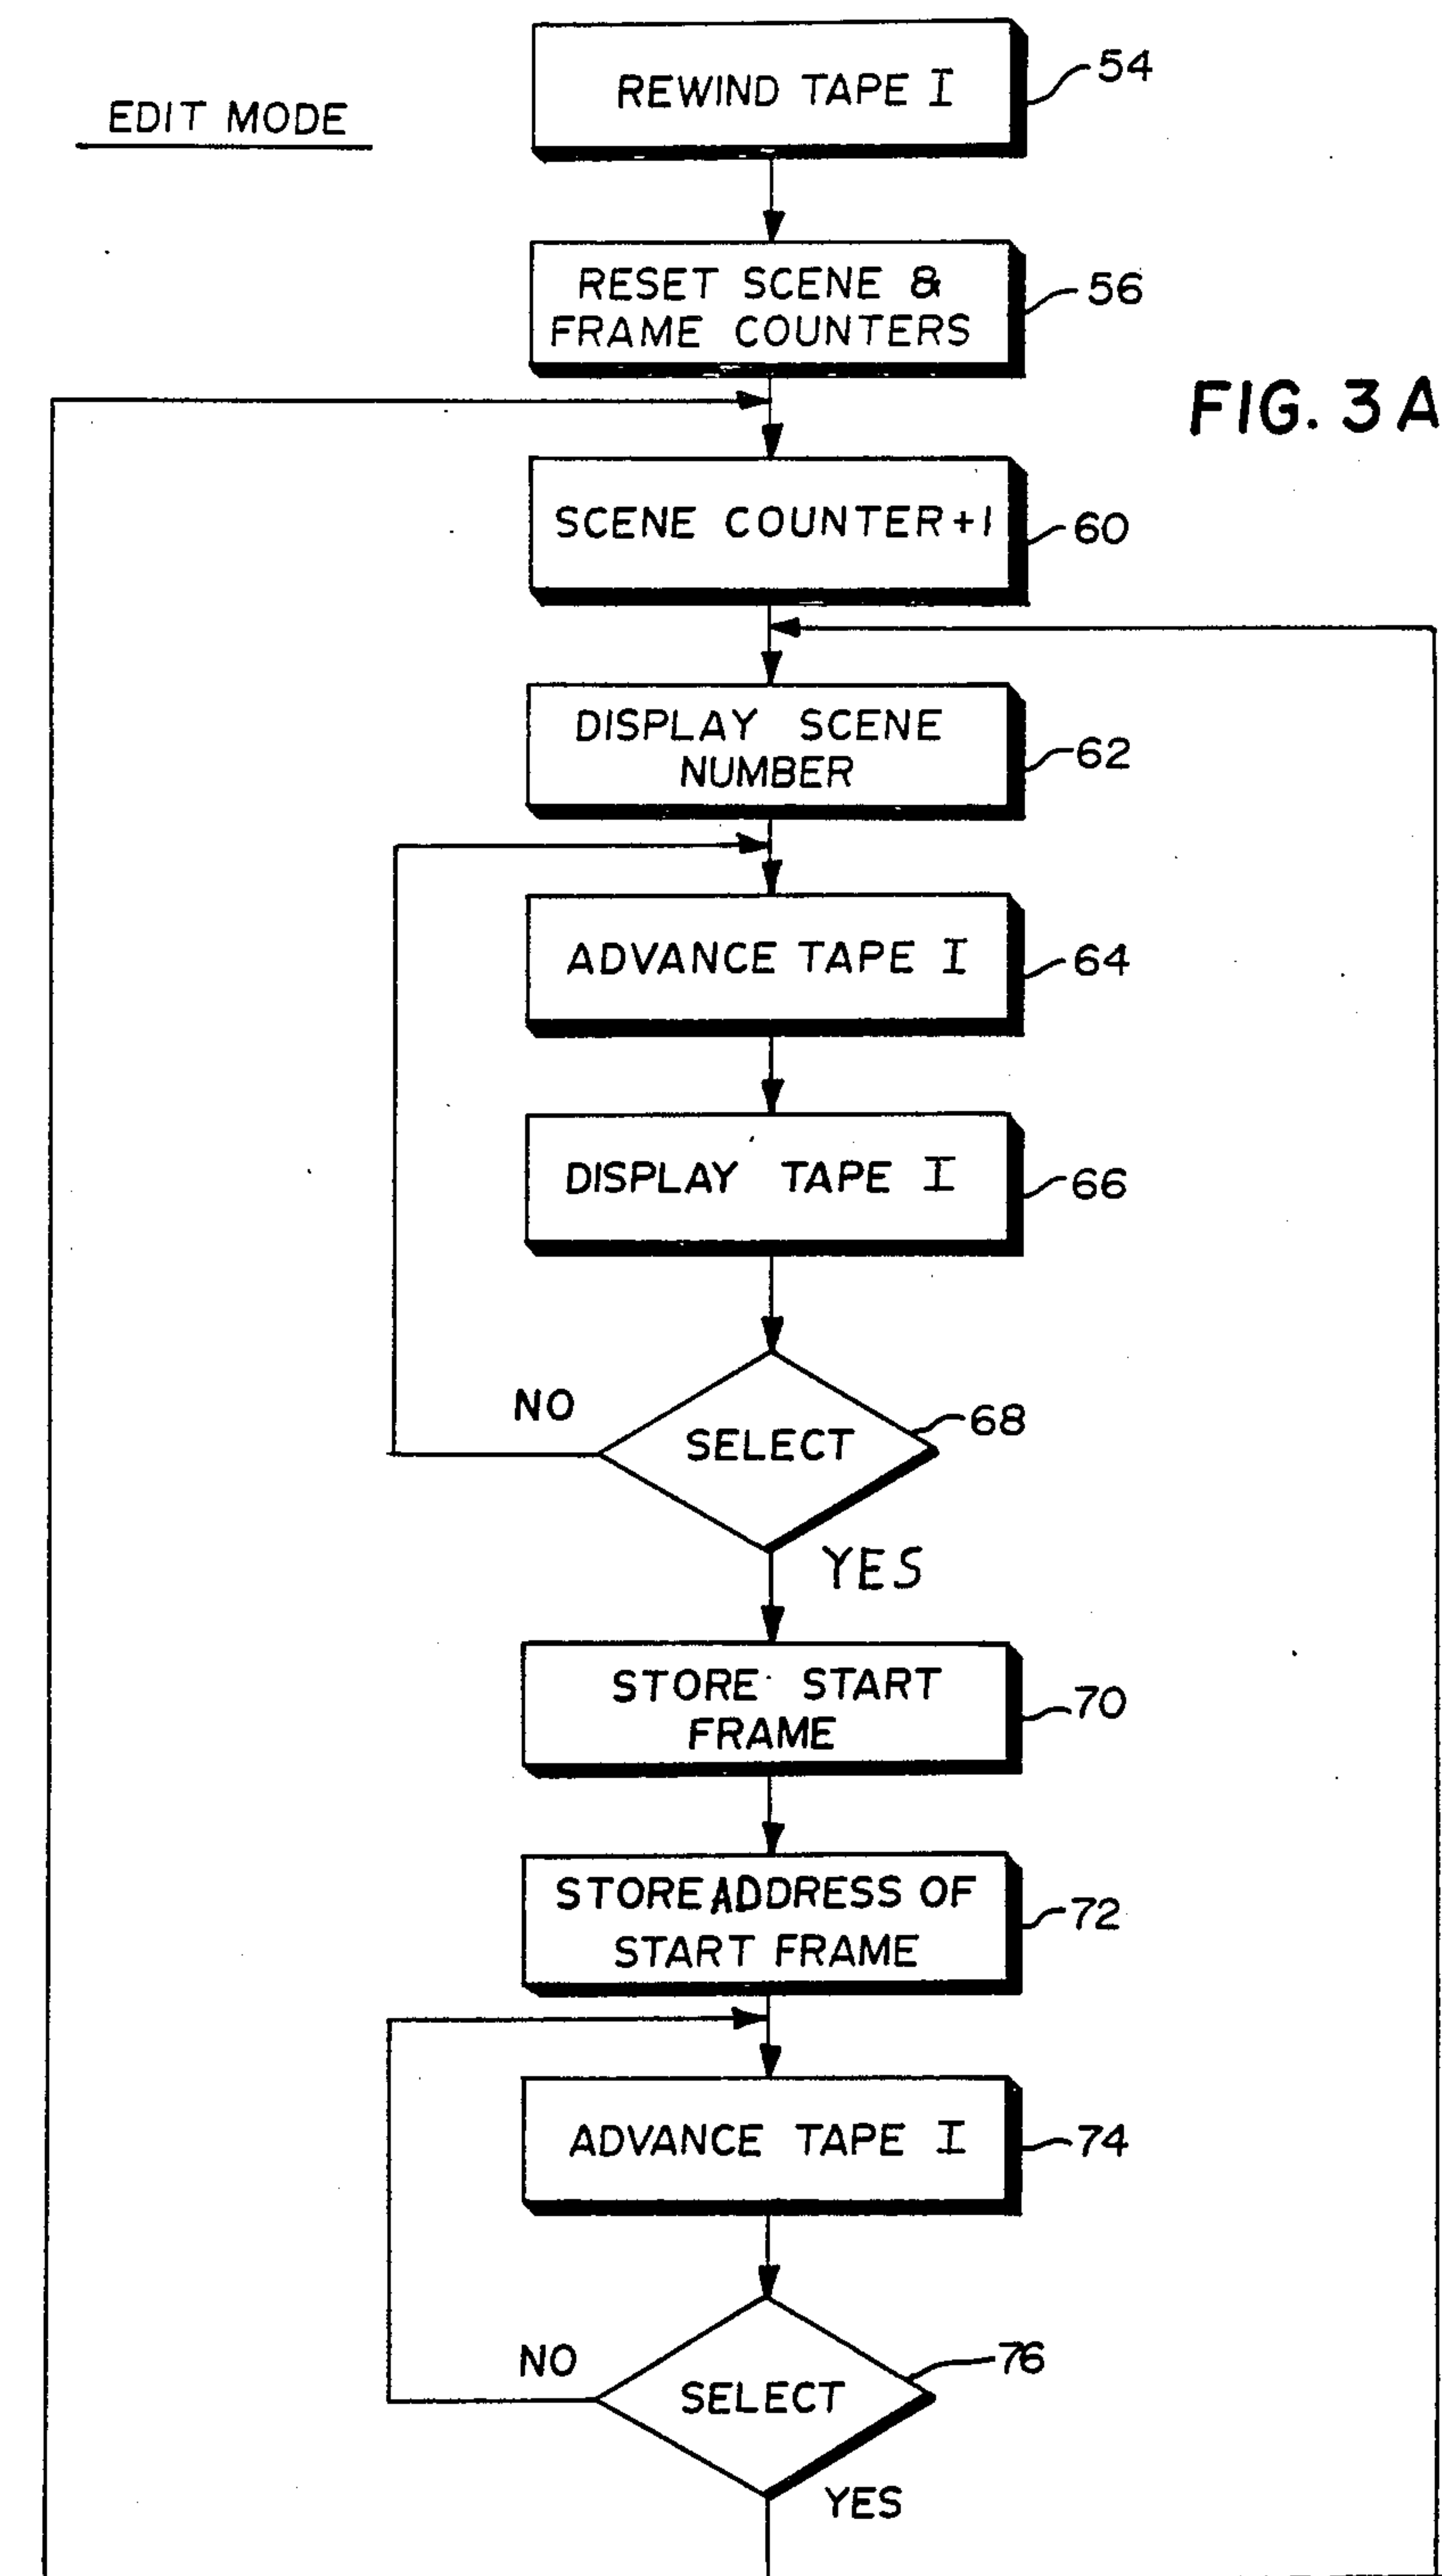 EDIT MODE
REWIND TAPE I
54
RESET SCENE &
FRAME COUNTERS
56
FIG. 3A
SCENE COUNTER+1
60
DISPLAY SCENE
NUMBER
62
ADVANCE TAPE I
64
DISPLAY TAPE I
66
NO
SELECT
68
YES
STORE START
FRAME
70
STORE ADDRESS OF
START FRAME
72
ADVANCE TAPE I
74
NO
SELECT
76
YES